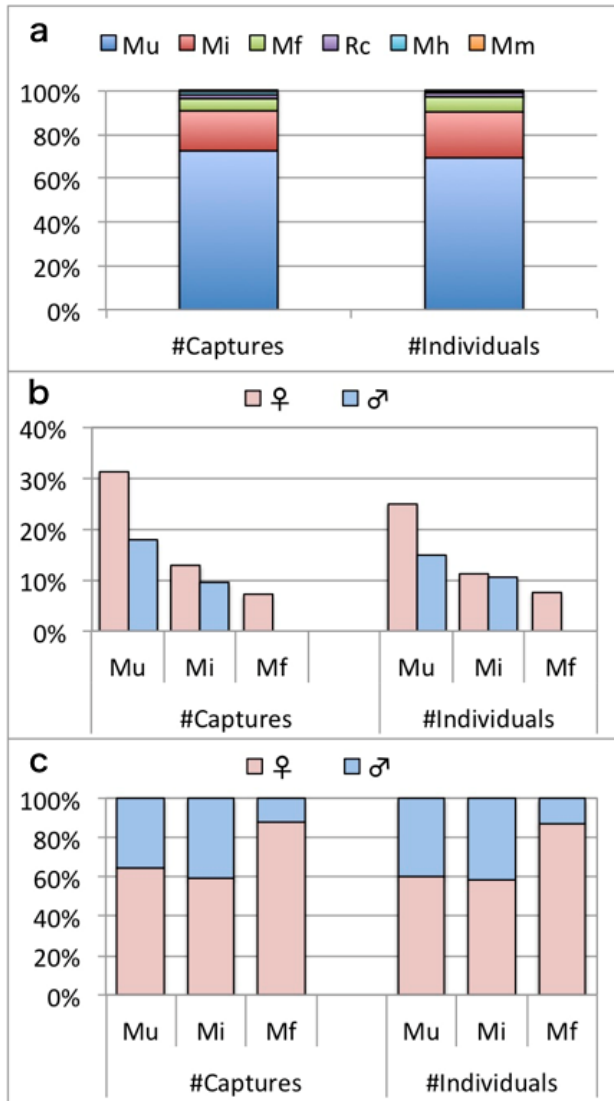 a
Mu Mi Mf Rc Mh Mm
100%
80%
60%
40%
20%
0%
#Captures #Individuals
b
♀ ♂
40%
30%
20%
10%
0%
Mu Mi Mf Mu Mi Mf
#Captures #Individuals
c
♀ ♂
100%
80%
60%
40%
20%
0%
Mu Mi Mf Mu Mi Mf
#Captures #Individuals